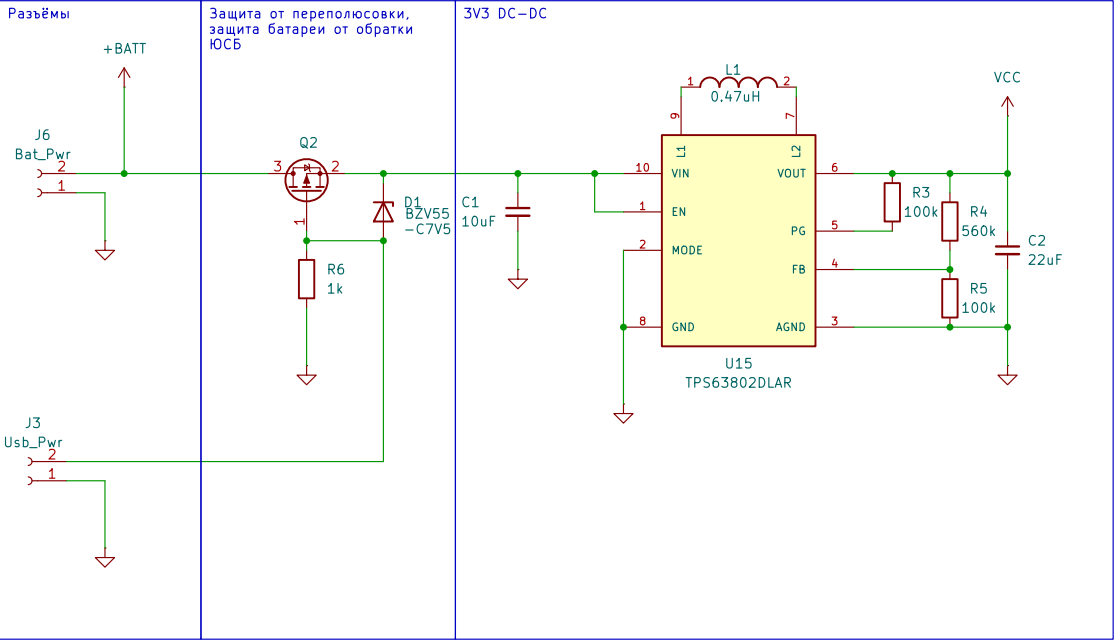 Разъёмы
Защита от переполюсовки,
защита батареи от обратки
ЮСБ
3V3 DC-DC
+BATT
J6
Bat_Pwr
2
1
Q2
3
2
1
D1
BZV55
-C7V5
R6
1k
J3
Usb_Pwr
2
1
C1
10uF
L1
1
2
0.47uH
9
7
L1
L2
10
VIN
VOUT
6
1
EN
PG
5
2
MODE
FB
4
8
GND
AGND
3
U15
TPS63802DLAR
R3
100k
R4
560k
R5
100k
VCC
C2
22uF